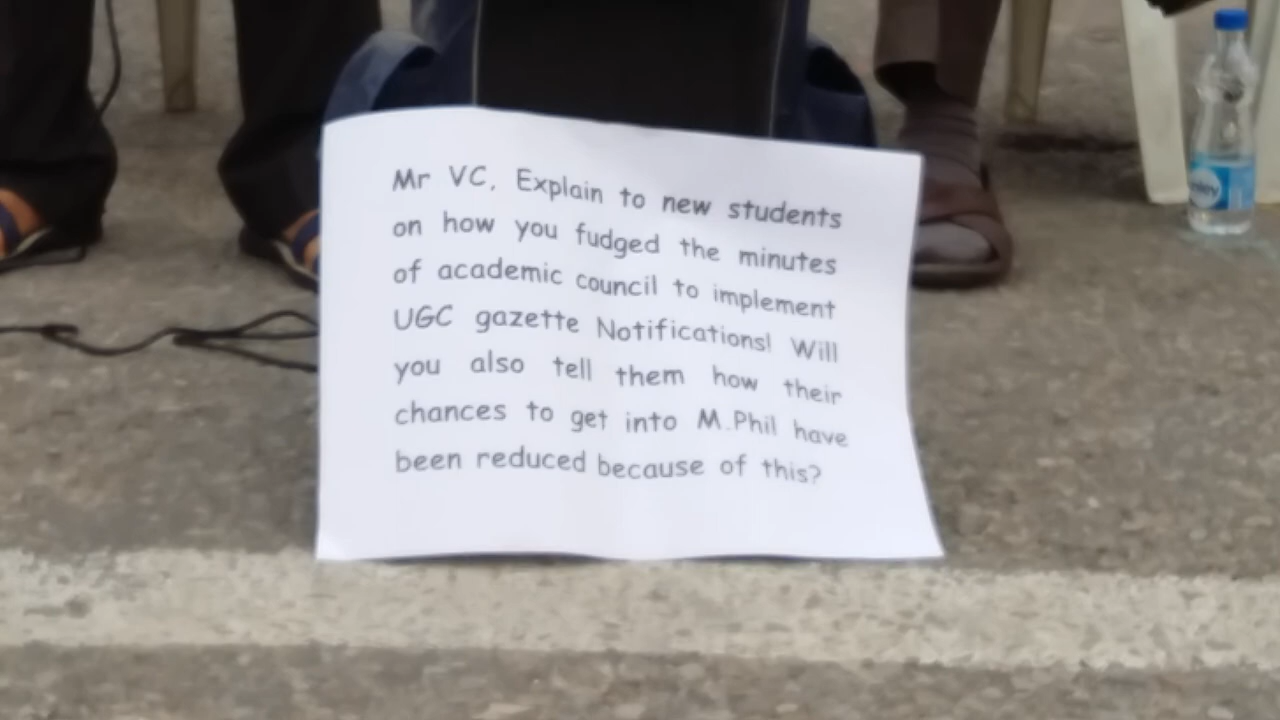 Mr VC, Explain to new students
on how you fudged the minutes
of academic council to implement
UGC gazette Notifications! Will
you also tell them how their
chances to get into M.Phil have
been reduced because of this?